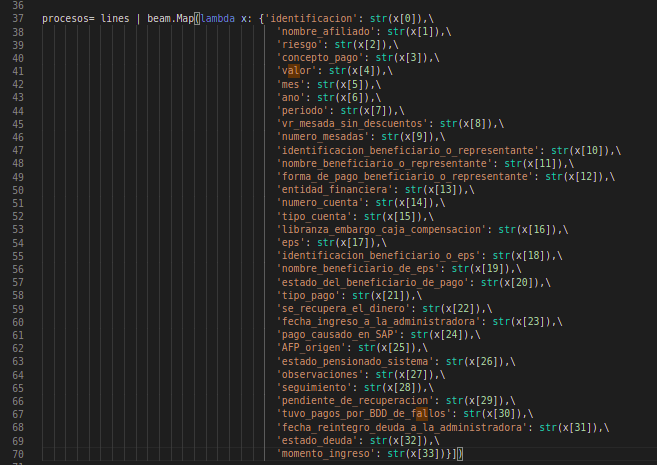 36
37 procesos= lines | beam.Map(lambda x: {'identificacion': str(x[0]),\
38 'nombre_afiliado': str(x[1]),\
39 'riesgo': str(x[2]),\
40 'concepto_pago': str(x[3]),\
41 'valor': str(x[4]),\
42 'mes': str(x[5]),\
43 'ano': str(x[6]),\
44 'periodo': str(x[7]),\
45 'vr_mesada_sin_descuentos': str(x[8]),\
46 'numero_mesadas': str(x[9]),\
47 'identificacion_beneficiario_o_representante': str(x[10]),\
48 'nombre_beneficiario_o_representante': str(x[11]),\
49 'forma_de_pago_beneficiario_o_representante': str(x[12]),\
50 'entidad_financiera': str(x[13]),\
51 'numero_cuenta': str(x[14]),\
52 'tipo_cuenta': str(x[15]),\
53 'libranza_embargo_caja_compensacion': str(x[16]),\
54 'eps': str(x[17]),\
55 'identificacion_beneficiario_o_eps': str(x[18]),\
56 'nombre_beneficiario_de_eps': str(x[19]),\
57 'estado_del_beneficiario_de_pago': str(x[20]),\
58 'tipo_pago': str(x[21]),\
59 'se_recupera_el_dinero': str(x[22]),\
60 'fecha_ingreso_a_la_administradora': str(x[23]),\
61 'pago_causado_en_SAP': str(x[24]),\
62 'AFP_origen': str(x[25]),\
63 'estado_pensionado_sistema': str(x[26]),\
64 'observaciones': str(x[27]),\
65 'seguimiento': str(x[28]),\
66 'pendiente_de_recuperacion': str(x[29]),\
67 'tuvo_pagos_por_BDD_de_fallos': str(x[30]),\
68 'fecha_reintegro_deuda_a_la_administradora': str(x[31]),\
69 'estado_deuda': str(x[32]),\
70 'momento_ingreso': str(x[33])}])